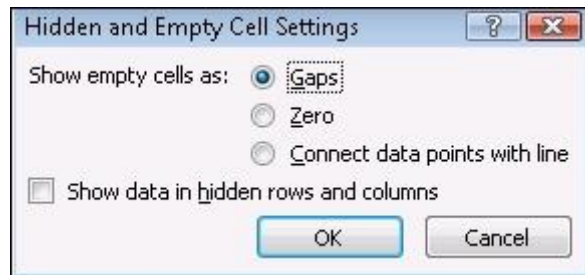 Hidden and Empty Cell Settings
Show empty cells as: Gaps
Zero
Connect data points with line
Show data in hidden rows and columns
OK Cancel